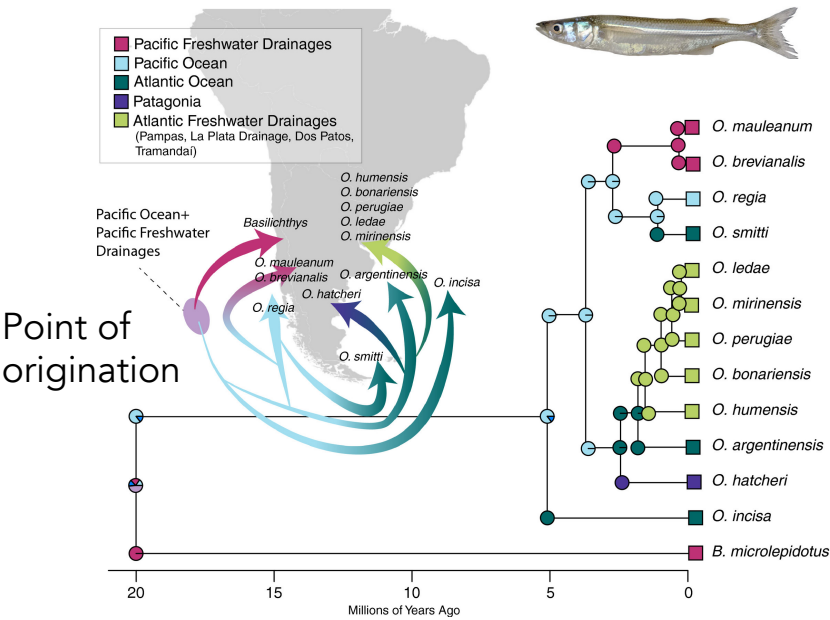 Pacific Freshwater Drainages
Pacific Ocean
Atlantic Ocean
Patagonia
Atlantic Freshwater Drainages
(Pampas, La Plata Drainage, Dos Patos,
Tramandaí)
O. humensis
O. bonariensis
O. perugiae
O. ledae
O. mirinensis
Pacific Ocean+
Pacific Freshwater
Drainages
Basilichthys
O. mauleanum
O. brevianalis
O. argentinensis
O. incisa
O. hatcheri
O. regia
O. smitti
Point of
origination
O. mauleanum
O. brevianalis
O. regia
O. smitti
O. ledae
O. mirinensis
O. perugiae
O. bonariensis
O. humensis
O. argentinensis
O. hatcheri
O. incisa
B. microlepidotus
20 15 10 5 0
Millions of Years Ago